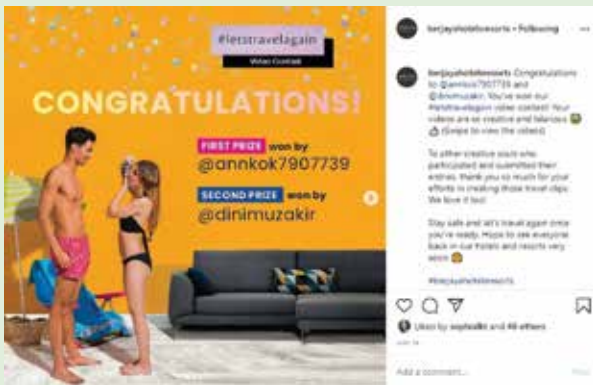 #letstravelagain
Video Contest
CONGRATULATIONS!
FIRST PRIZE won by
@annkok7907739
SECOND PRIZE won by
@dinimuzakir
berjayahotelsresorts • Following
berjayahotelsresorts Congratulations
to @annkok7907739 and
@dinimuzakir. You've won our
#letstravelagain video contest! Your
videos are so creative and hilarious
(Swipe to view the videos)
To other creative souls who
participated and submitted their
entries, thank you so much for your
efforts in creating those travel clips.
We love it too!
Stay safe and let's travel again once
you're ready. Hope to see everyone
back in our hotels and resorts very
soon
#berjayahotelsresorts
Liked by and 46 others
Add a comment...
Post